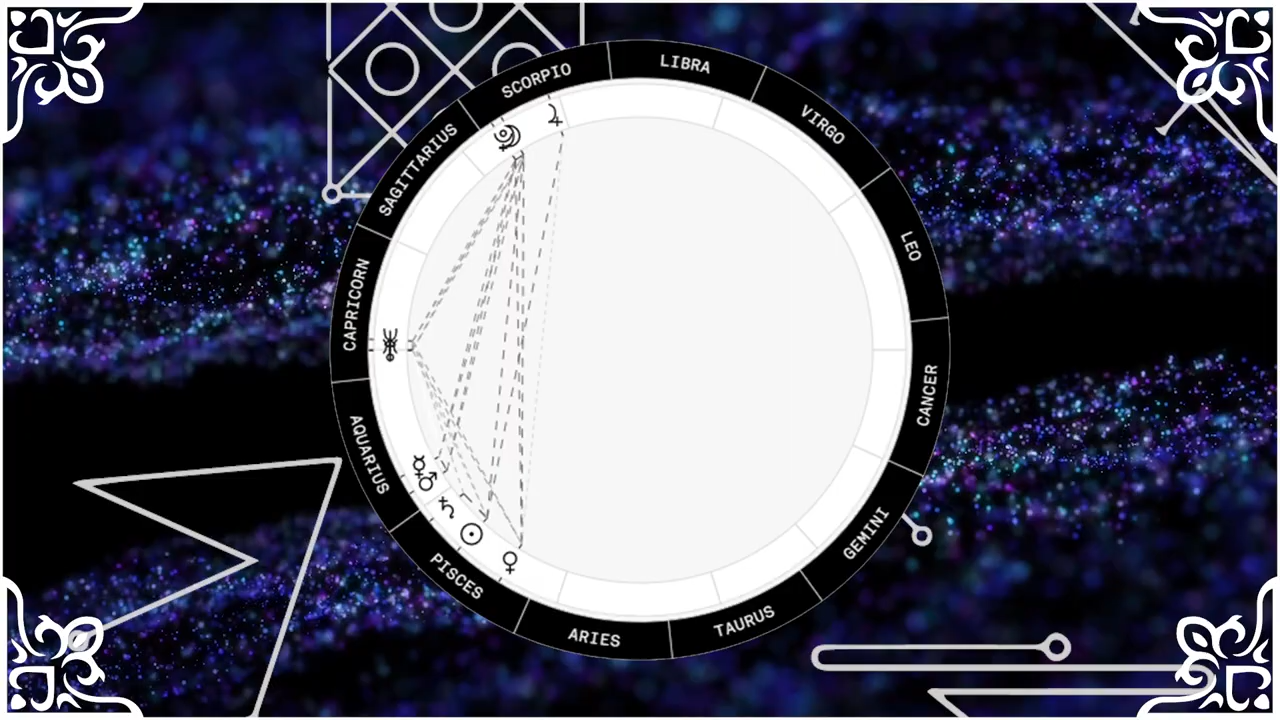 LIBRA
VIRGO
LEO
CANCER
GEMINI
TAURUS
ARIES
PISCES
AQUARIUS
CAPRICORN
SAGITTARIUS
SCORPIO